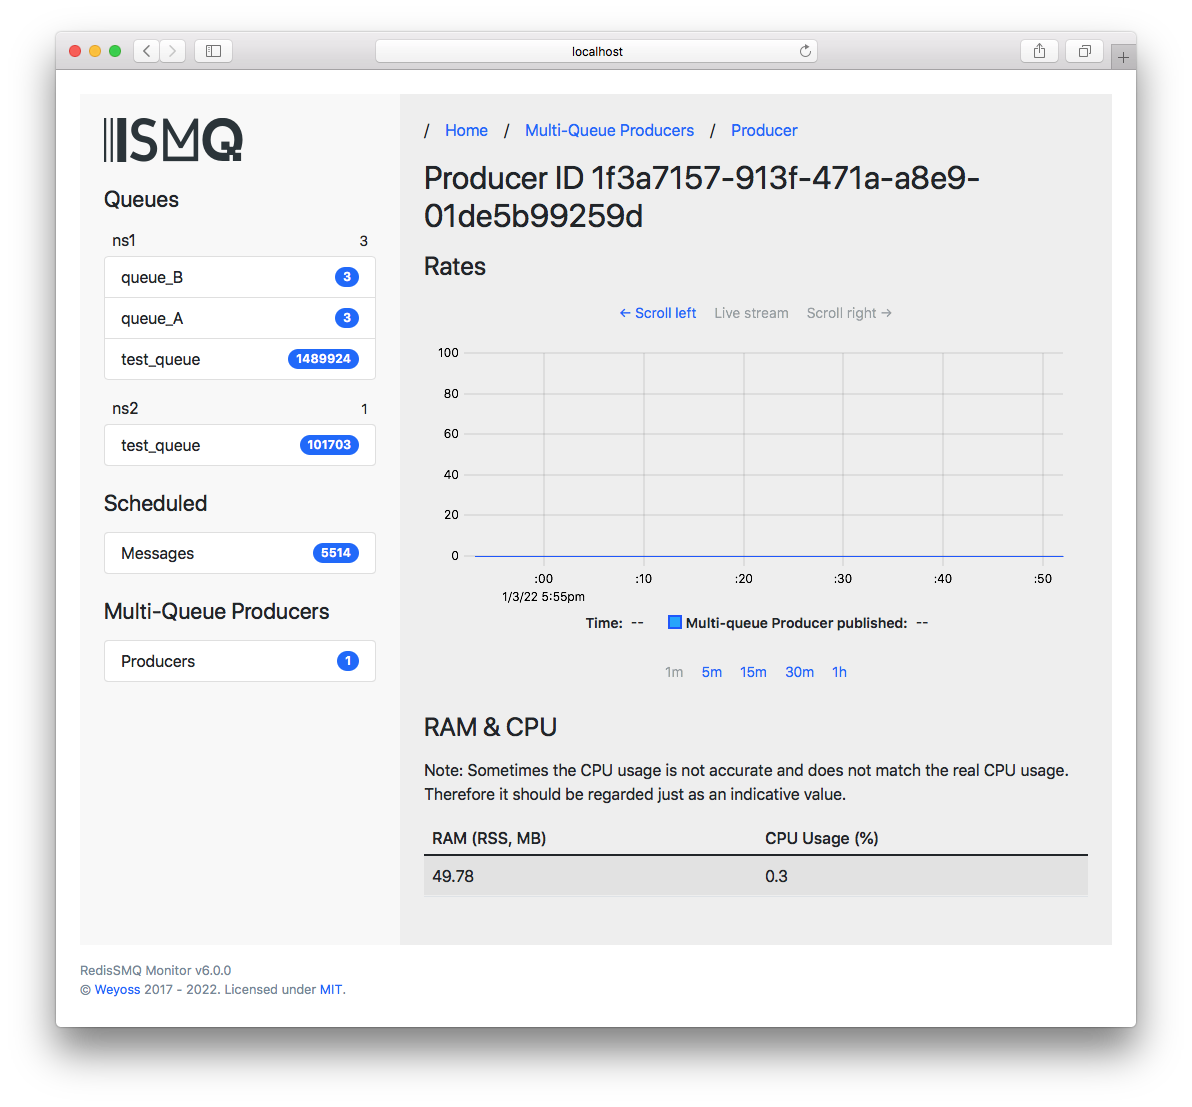 localhost
ISMQ
Queues
ns1 3
queue_B 3
queue_A 3
test_queue 1489924
ns2 1
test_queue 101703
Scheduled
Messages 5514
Multi-Queue Producers
Producers 1
/ Home / Multi-Queue Producers / Producer
Producer ID 1f3a7157-913f-471a-a8e9-
01de5b99259d
Rates
← Scroll left Live stream Scroll right →
100
80
60
40
20
0
:00 :10 :20 :30 :40 :50
1/3/22 5:55pm
Time: -- Multi-queue Producer published: --
1m 5m 15m 30m 1h
RAM & CPU
Note: Sometimes the CPU usage is not accurate and does not match the real CPU usage.
Therefore it should be regarded just as an indicative value.
RAM (RSS, MB) CPU Usage (%)
49.78 0.3
RedisSMQ Monitor v6.0.0
© Weyoss 2017 - 2022. Licensed under MIT.